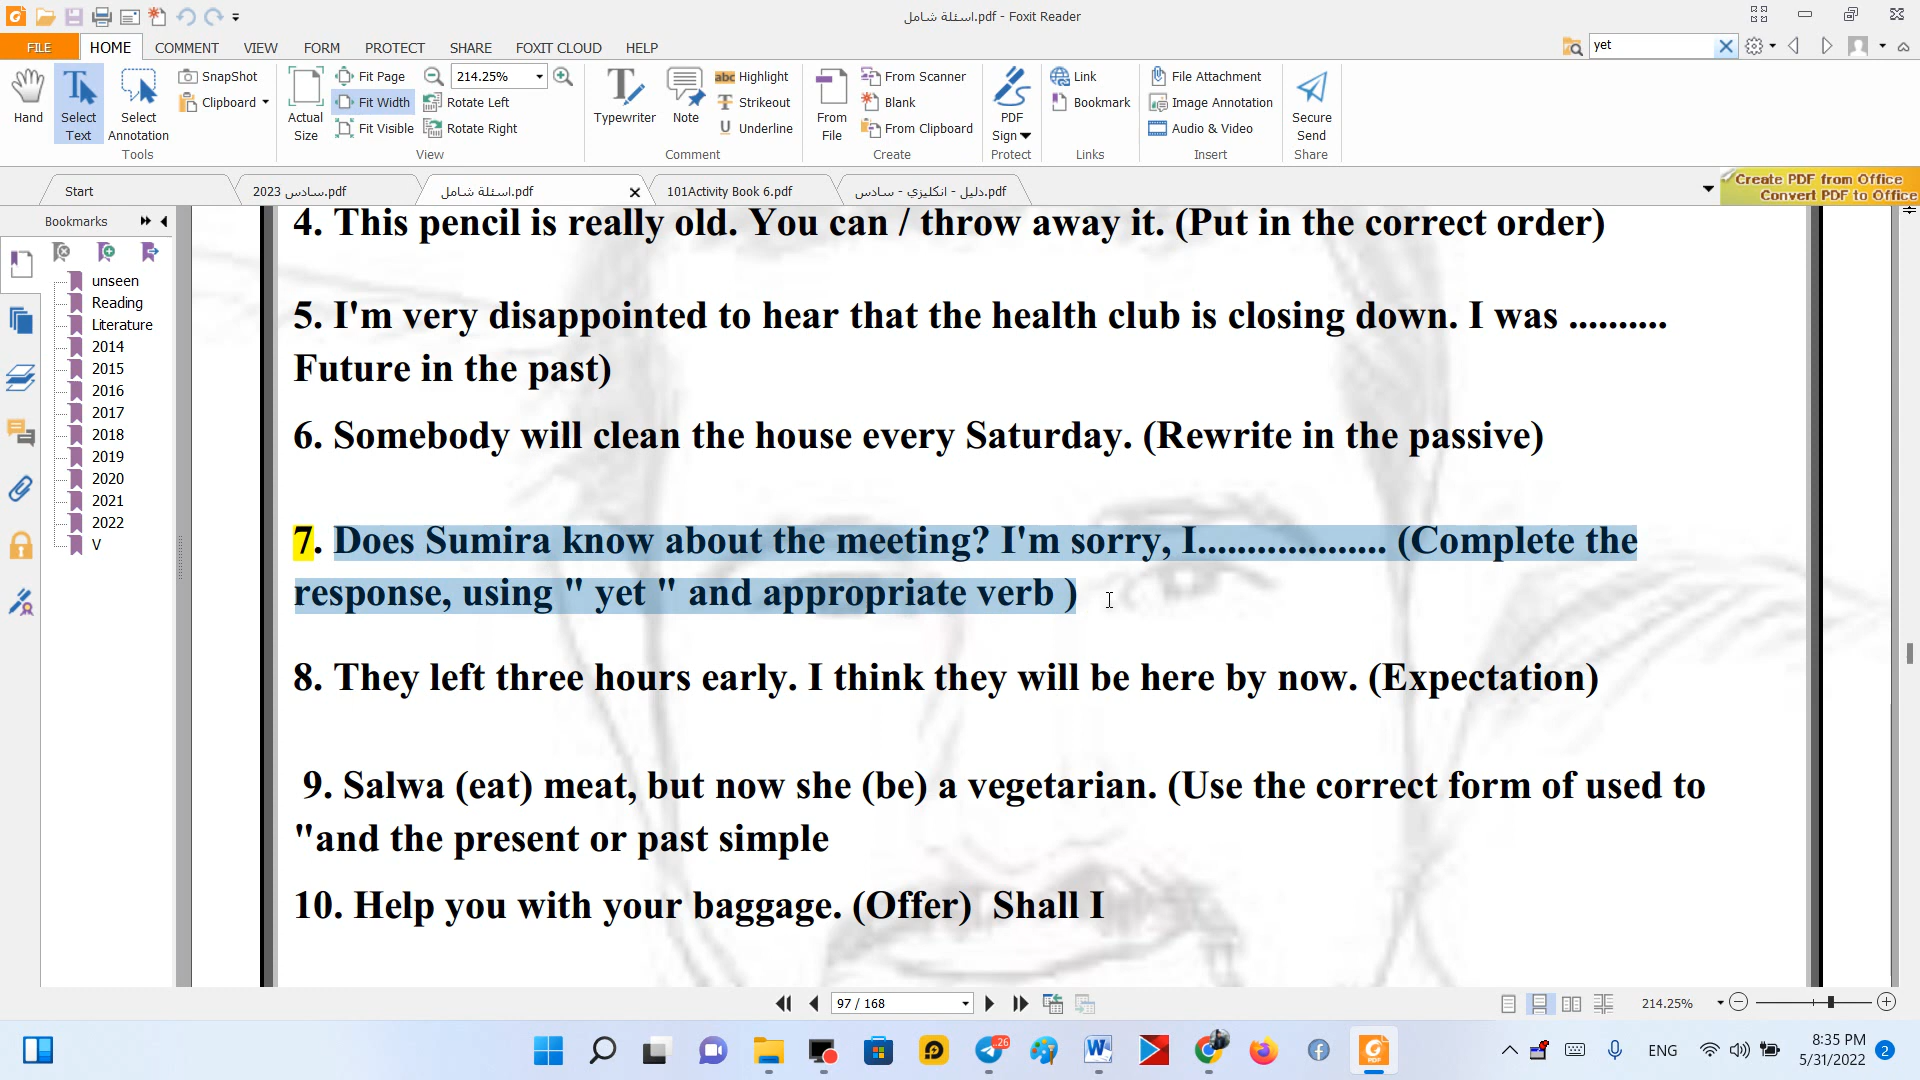 اسئلة شامل.pdf - Foxit Reader
FILE HOME COMMENT VIEW FORM PROTECT SHARE FOXIT CLOUD HELP
yet
Hand
Select Text
Select Annotation
SnapShot
Clipboard
Tools
Actual Size
Fit Page
Fit Width
Fit Visible
214.25%
Rotate Left
Rotate Right
View
Typewriter
Note
abc Highlight
T Strikeout
U Underline
Comment
From File
From Scanner
Blank
From Clipboard
Create
PDF Sign
Protect
Link
Bookmark
Links
File Attachment
Image Annotation
Audio & Video
Insert
Secure Send
Share
Start
سادس 2023.pdf
اسئلة شامل.pdf
101Activity Book 6.pdf
دليل - انكليزي - سادس.pdf
Create PDF from Office
Convert PDF to Office
Bookmarks
unseen
Reading
Literature
2014
2015
2016
2017
2018
2019
2020
2021
2022
V
4. This pencil is really old. You can / throw away it. (Put in the correct order)
5. I'm very disappointed to hear that the health club is closing down. I was ..........
Future in the past)
6. Somebody will clean the house every Saturday. (Rewrite in the passive)
7. Does Sumira know about the meeting? I'm sorry, I................... (Complete the
response, using " yet " and appropriate verb )
8. They left three hours early. I think they will be here by now. (Expectation)
9. Salwa (eat) meat, but now she (be) a vegetarian. (Use the correct form of used to
"and the present or past simple
10. Help you with your baggage. (Offer) Shall I
97 / 168
214.25%
..26
ENG
8:35 PM
5/31/2022
2